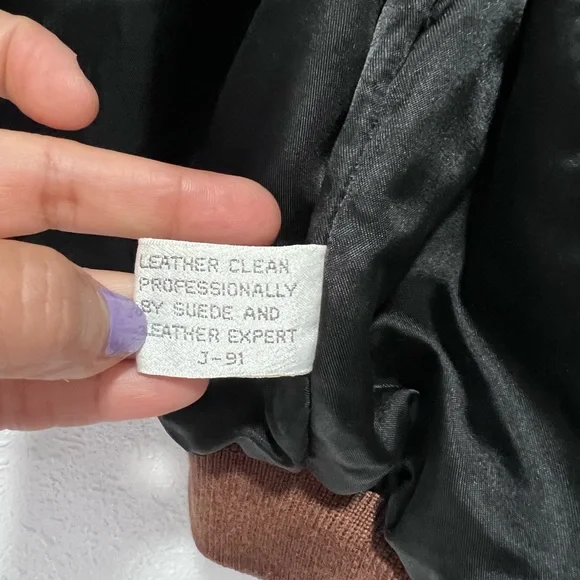 LEATHER CLEAN
PROFESSIONALLY
BY SUEDE AND
LEATHER EXPERT
J-91